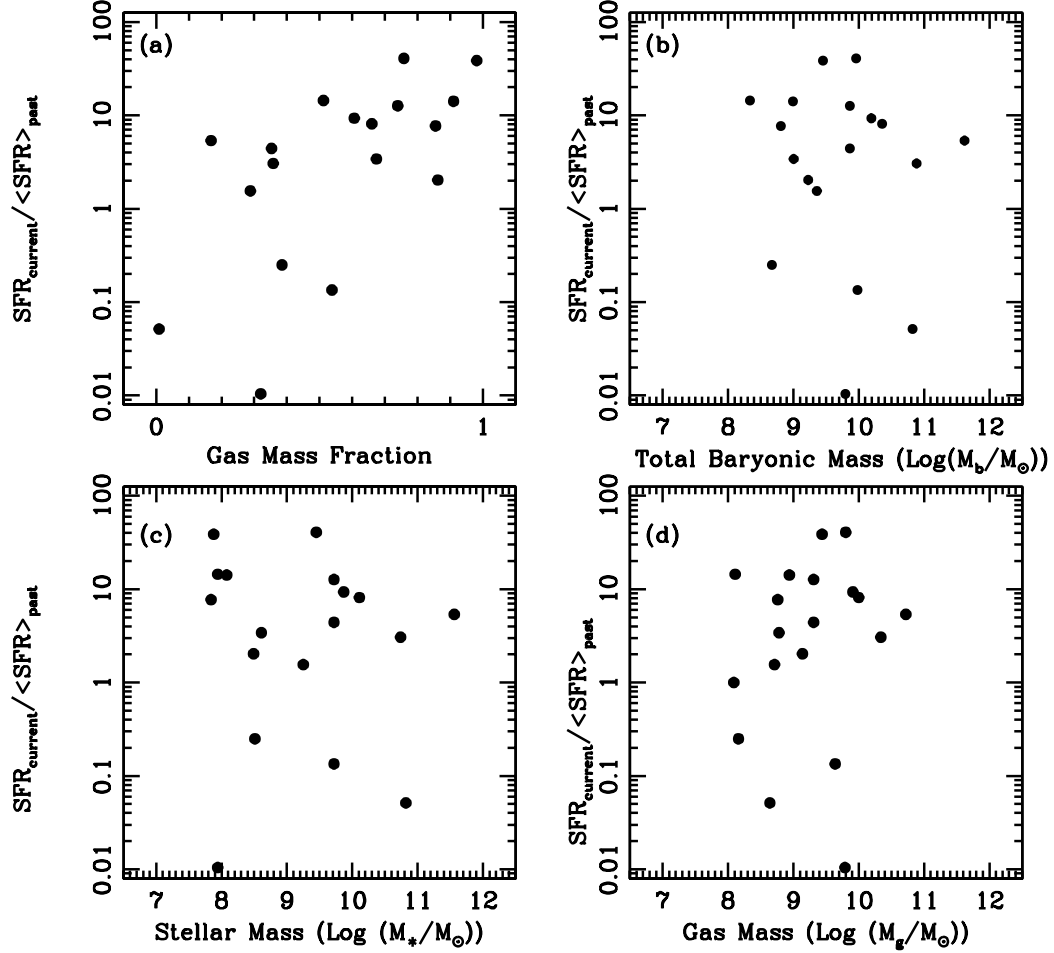 (a)
100
10
1
0.1
0.01
SFR_current/<SFR>_past
0 1
Gas Mass Fraction
(b)
100
10
1
0.1
0.01
SFR_current/<SFR>_past
7 8 9 10 11 12
Total Baryonic Mass (Log(M_b/M_⊙))
(c)
100
10
1
0.1
0.01
SFR_current/<SFR>_past
7 8 9 10 11 12
Stellar Mass (Log (M_*/M_⊙))
(d)
100
10
1
0.1
0.01
SFR_current/<SFR>_past
7 8 9 10 11 12
Gas Mass (Log (M_g/M_⊙))